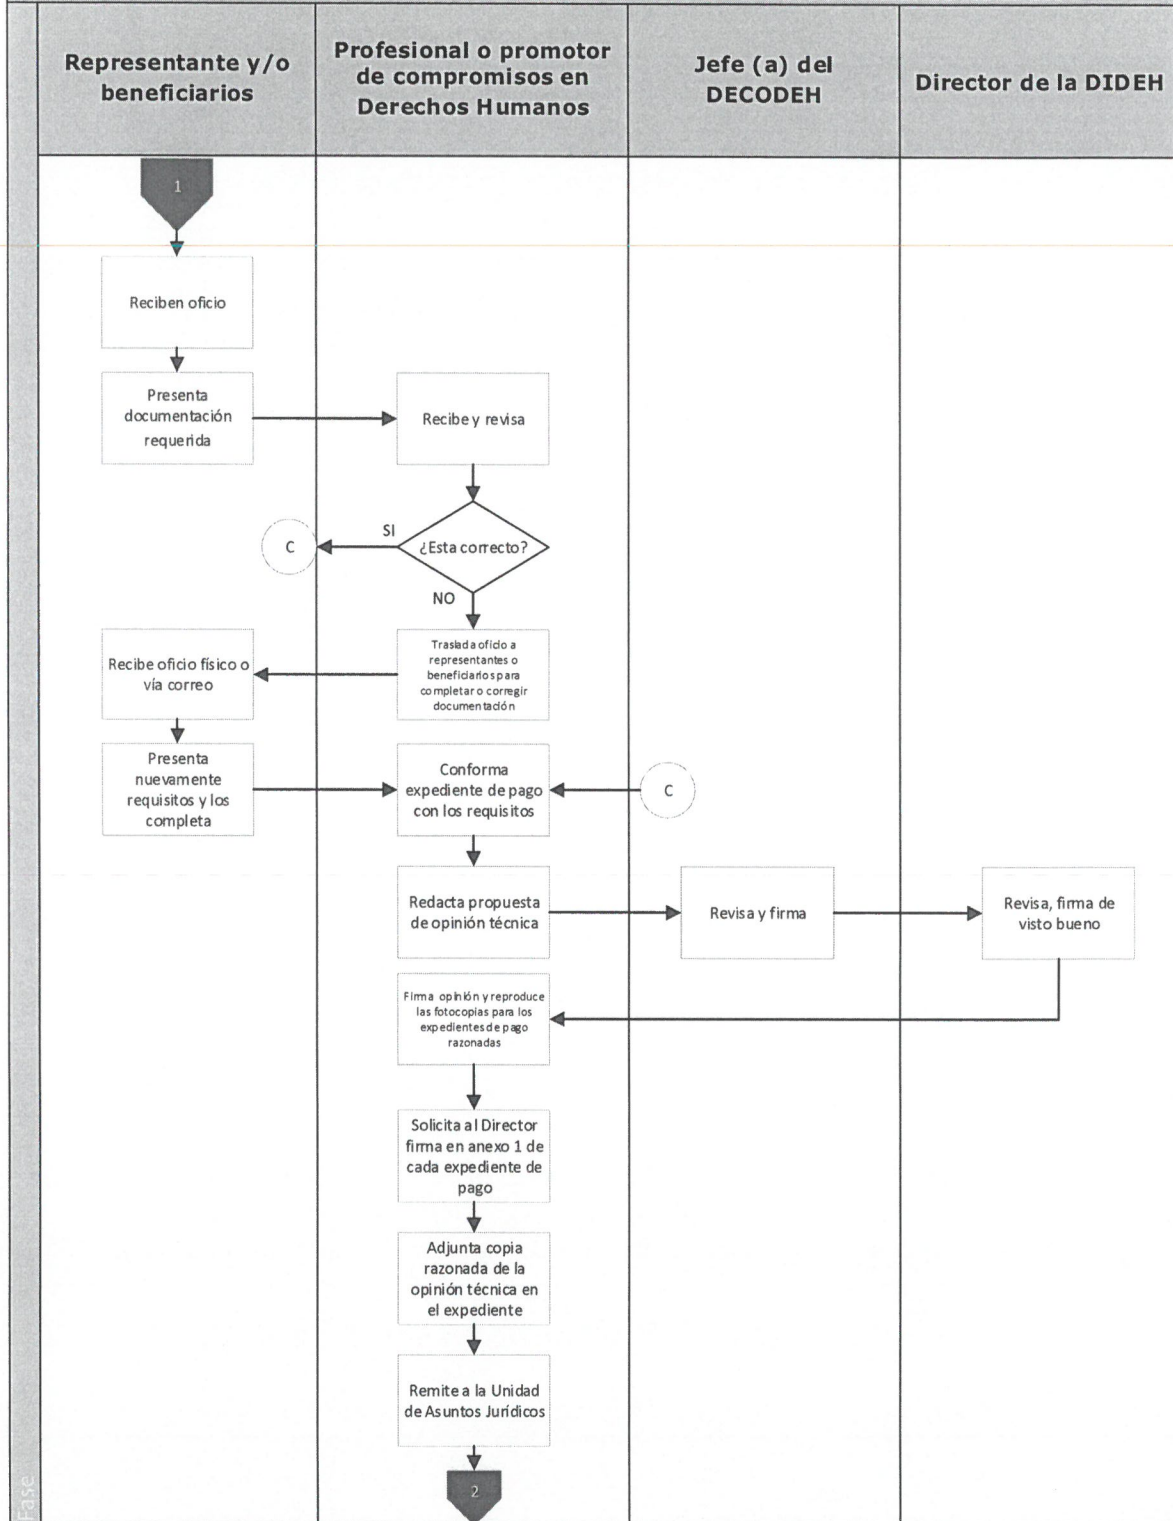 Representante y/o
beneficiarios
Profesional o promotor
de compromisos en
Derechos Humanos
Jefe (a) del
DECODEH
Director de la DIDEH
1
Reciben oficio
Presenta
documentación
requerida
Recibe y revisa
¿Esta correcto?
SI
C
NO
Traslada oficio a
representantes o
beneficiarios para
completar o corregir
documentación
Recibe oficio físico o
vía correo
Presenta
nuevamente
requisitos y los
completa
Conforma
expediente de pago
con los requisitos
C
Redacta propuesta
de opinión técnica
Revisa y firma
Revisa, firma de
visto bueno
Firma opinión y reproduce
las fotocopias para los
expedientes de pago
razonadas
Solicita al Director
firma en anexo 1 de
cada expediente de
pago
Adjunta copia
razonada de la
opinión técnica en
el expediente
Remite a la Unidad
de Asuntos Jurídicos
2
Fase